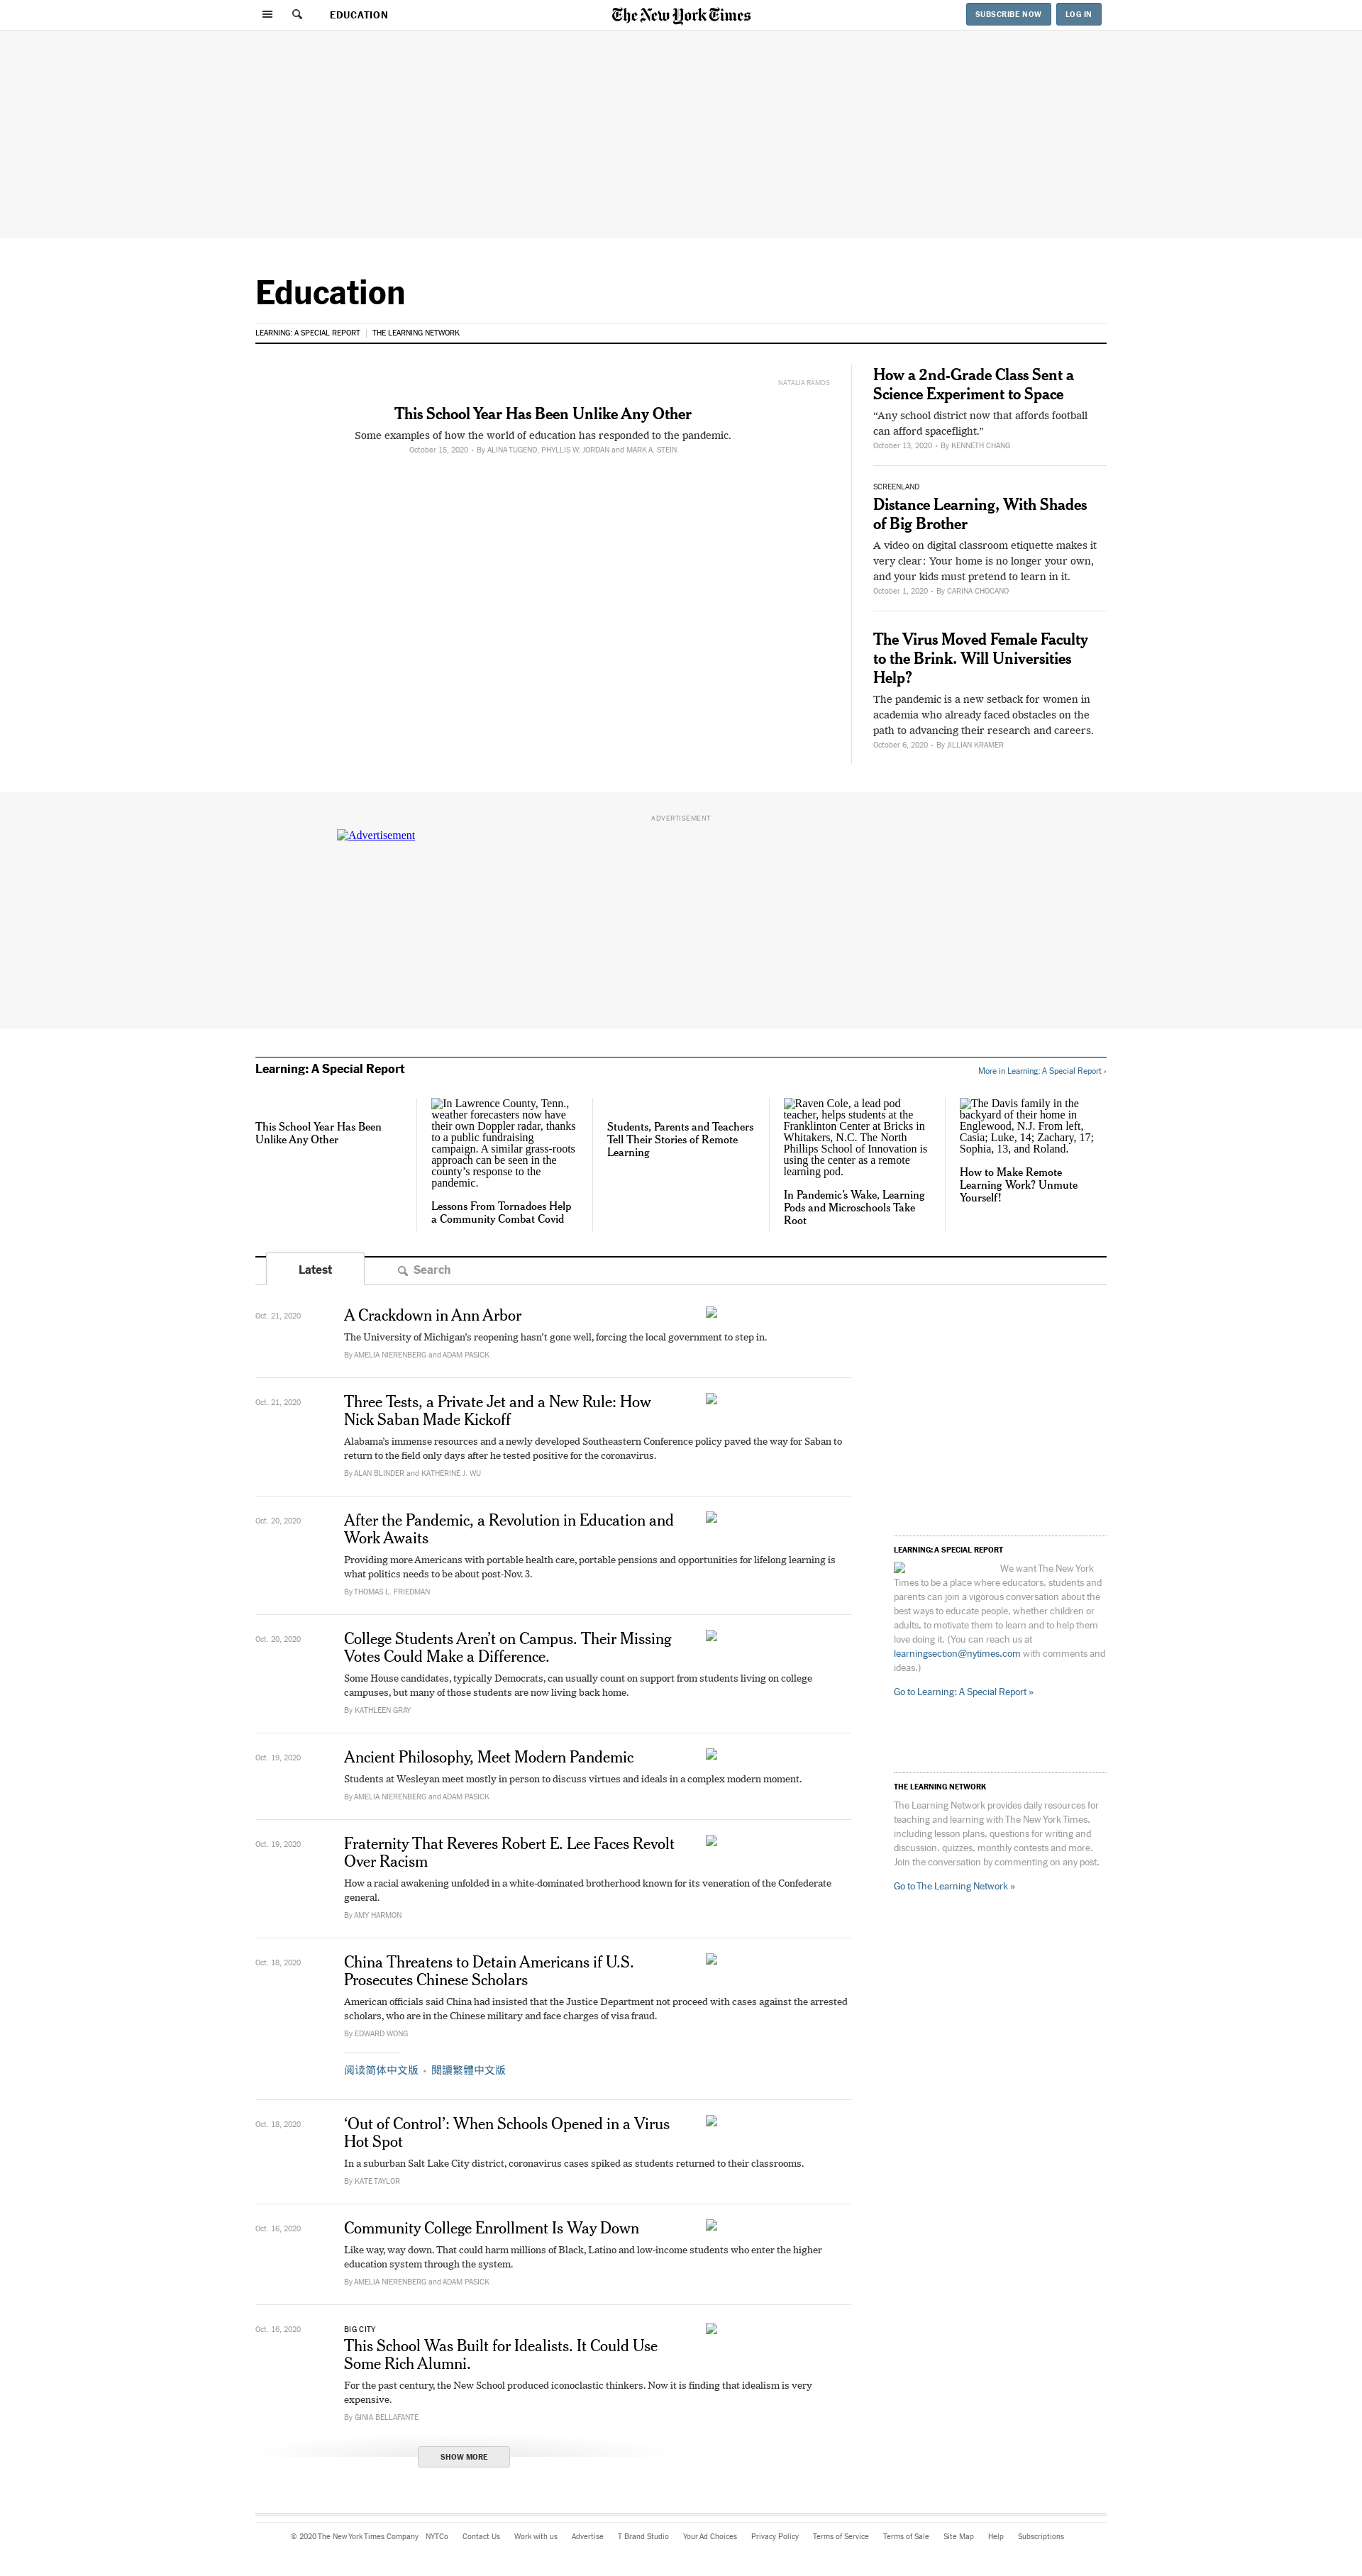 EDUCATION
The New York Times
SUBSCRIBE NOW
LOG IN
Education
LEARNING: A SPECIAL REPORT
THE LEARNING NETWORK
NATALIA RAMOS
This School Year Has Been Unlike Any Other
Some examples of how the world of education has responded to the pandemic.
October 15, 2020 • By ALINA TUGEND, PHYLLIS W. JORDAN and MARK A. STEIN
How a 2nd-Grade Class Sent a
Science Experiment to Space
“Any school district now that affords football
can afford spaceflight.”
October 13, 2020 • By KENNETH CHANG
SCREENLAND
Distance Learning, With Shades
of Big Brother
A video on digital classroom etiquette makes it
very clear: Your home is no longer your own,
and your kids must pretend to learn in it.
October 1, 2020 • By CARINA CHOCANO
The Virus Moved Female Faculty
to the Brink. Will Universities
Help?
The pandemic is a new setback for women in
academia who already faced obstacles on the
path to advancing their research and careers.
October 6, 2020 • By JILLIAN KRAMER
ADVERTISEMENT
Advertisement
Learning: A Special Report
More in Learning: A Special Report ›
This School Year Has Been
Unlike Any Other
In Lawrence County, Tenn.,
weather forecasters now have
their own Doppler radar, thanks
to a public fundraising
campaign. A similar grass-roots
approach can be seen in the
county’s response to the
pandemic.
Lessons From Tornadoes Help
a Community Combat Covid
Students, Parents and Teachers
Tell Their Stories of Remote
Learning
Raven Cole, a lead pod
teacher, helps students at the
Franklinton Center at Bricks in
Whitakers, N.C. The North
Phillips School of Innovation is
using the center as a remote
learning pod.
In Pandemic’s Wake, Learning
Pods and Microschools Take
Root
The Davis family in the
backyard of their home in
Englewood, N.J. From left,
Casia; Luke, 14; Zachary, 17;
Sophia, 13, and Roland.
How to Make Remote
Learning Work? Unmute
Yourself!
Latest
Search
Oct. 21, 2020
A Crackdown in Ann Arbor
The University of Michigan’s reopening hasn’t gone well, forcing the local government to step in.
By AMELIA NIERENBERG and ADAM PASICK
Oct. 21, 2020
Three Tests, a Private Jet and a New Rule: How
Nick Saban Made Kickoff
Alabama’s immense resources and a newly developed Southeastern Conference policy paved the way for Saban to
return to the field only days after he tested positive for the coronavirus.
By ALAN BLINDER and KATHERINE J. WU
Oct. 20, 2020
After the Pandemic, a Revolution in Education and
Work Awaits
Providing more Americans with portable health care, portable pensions and opportunities for lifelong learning is
what politics needs to be about post-Nov. 3.
By THOMAS L. FRIEDMAN
Oct. 20, 2020
College Students Aren’t on Campus. Their Missing
Votes Could Make a Difference.
Some House candidates, typically Democrats, can usually count on support from students living on college
campuses, but many of those students are now living back home.
By KATHLEEN GRAY
Oct. 19, 2020
Ancient Philosophy, Meet Modern Pandemic
Students at Wesleyan meet mostly in person to discuss virtues and ideals in a complex modern moment.
By AMELIA NIERENBERG and ADAM PASICK
Oct. 19, 2020
Fraternity That Reveres Robert E. Lee Faces Revolt
Over Racism
How a racial awakening unfolded in a white-dominated brotherhood known for its veneration of the Confederate
general.
By AMY HARMON
Oct. 18, 2020
China Threatens to Detain Americans if U.S.
Prosecutes Chinese Scholars
American officials said China had insisted that the Justice Department not proceed with cases against the arrested
scholars, who are in the Chinese military and face charges of visa fraud.
By EDWARD WONG
阅读简体中文版 • 閱讀繁體中文版
Oct. 18, 2020
‘Out of Control’: When Schools Opened in a Virus
Hot Spot
In a suburban Salt Lake City district, coronavirus cases spiked as students returned to their classrooms.
By KATE TAYLOR
Oct. 16, 2020
Community College Enrollment Is Way Down
Like way, way down. That could harm millions of Black, Latino and low-income students who enter the higher
education system through the system.
By AMELIA NIERENBERG and ADAM PASICK
Oct. 16, 2020
BIG CITY
This School Was Built for Idealists. It Could Use
Some Rich Alumni.
For the past century, the New School produced iconoclastic thinkers. Now it is finding that idealism is very
expensive.
By GINIA BELLAFANTE
SHOW MORE
LEARNING: A SPECIAL REPORT
We want The New York
Times to be a place where educators, students and
parents can join a vigorous conversation about the
best ways to educate people, whether children or
adults, to motivate them to learn and to help them
love doing it. (You can reach us at
learningsection@nytimes.com with comments and
ideas.)
Go to Learning: A Special Report »
THE LEARNING NETWORK
The Learning Network provides daily resources for
teaching and learning with The New York Times,
including lesson plans, questions for writing and
discussion, quizzes, monthly contests and more.
Join the conversation by commenting on any post.
Go to The Learning Network »
© 2020 The New York Times Company NYTCo Contact Us Work with us Advertise T Brand Studio Your Ad Choices Privacy Policy Terms of Service Terms of Sale Site Map Help Subscriptions